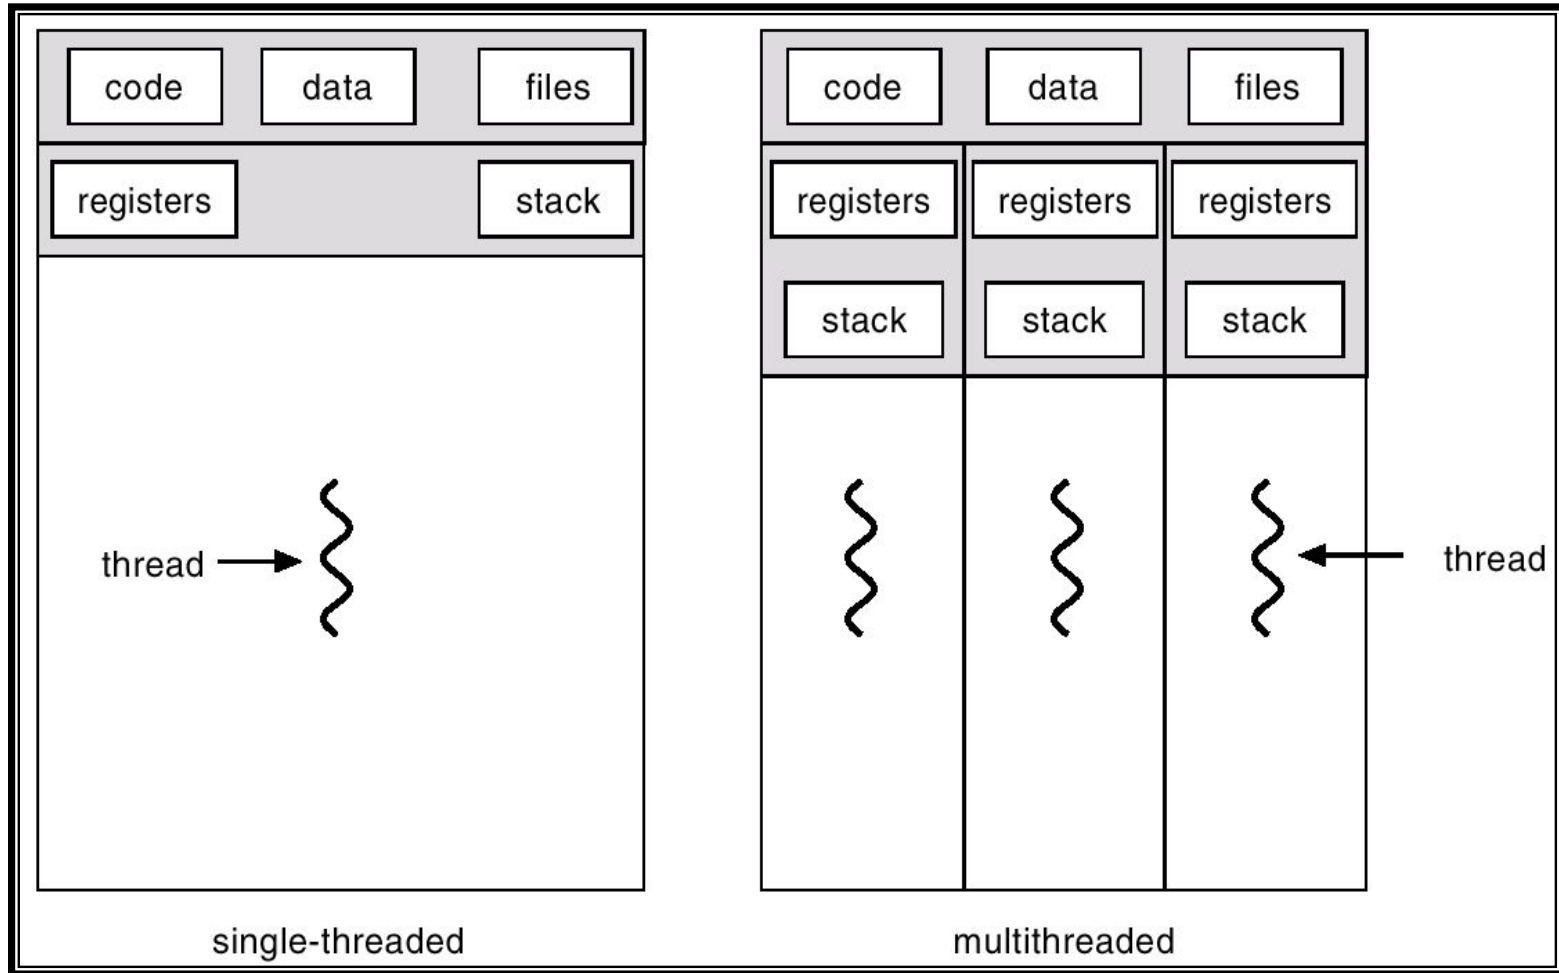 code data files
registers stack
thread
single-threaded
code data files
registers registers registers
stack stack stack
thread
multithreaded